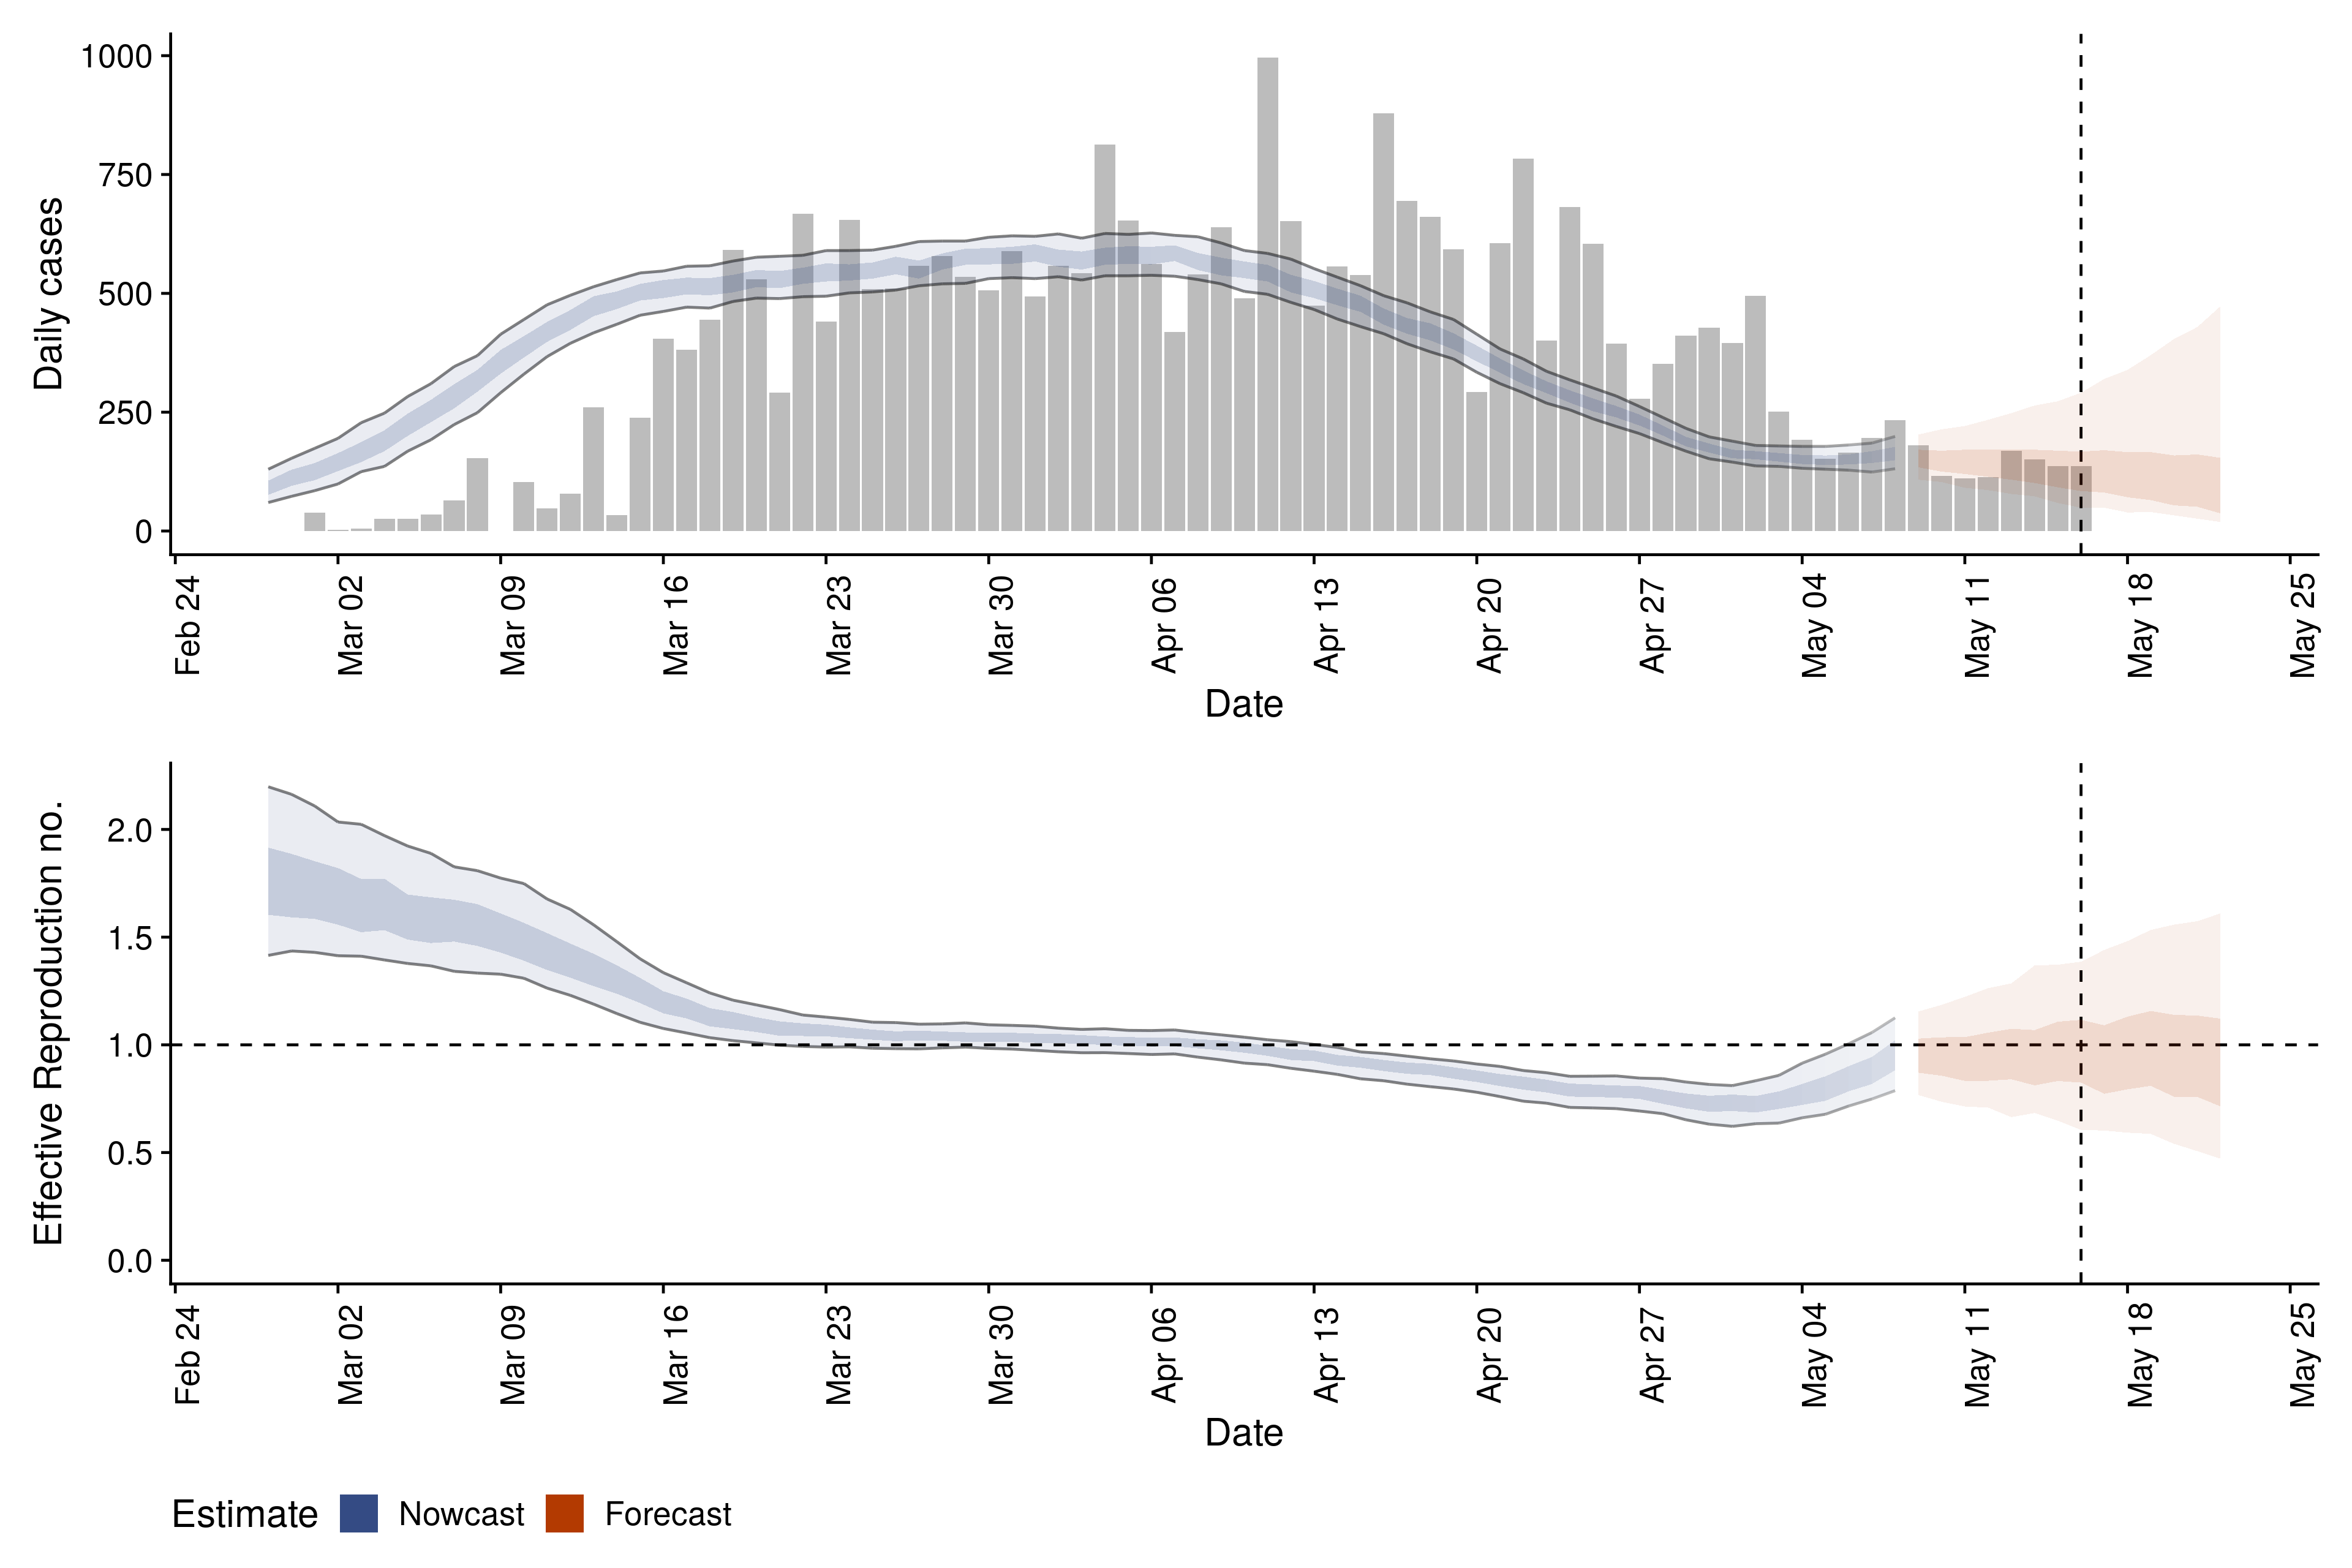 Daily cases
1000
750
500
250
0
Feb 24
Mar 02
Mar 09
Mar 16
Mar 23
Mar 30
Apr 06
Apr 13
Apr 20
Apr 27
May 04
May 11
May 18
May 25
Date
Effective Reproduction no.
2.0
1.5
1.0
0.5
0.0
Feb 24
Mar 02
Mar 09
Mar 16
Mar 23
Mar 30
Apr 06
Apr 13
Apr 20
Apr 27
May 04
May 11
May 18
May 25
Date
Estimate Nowcast Forecast